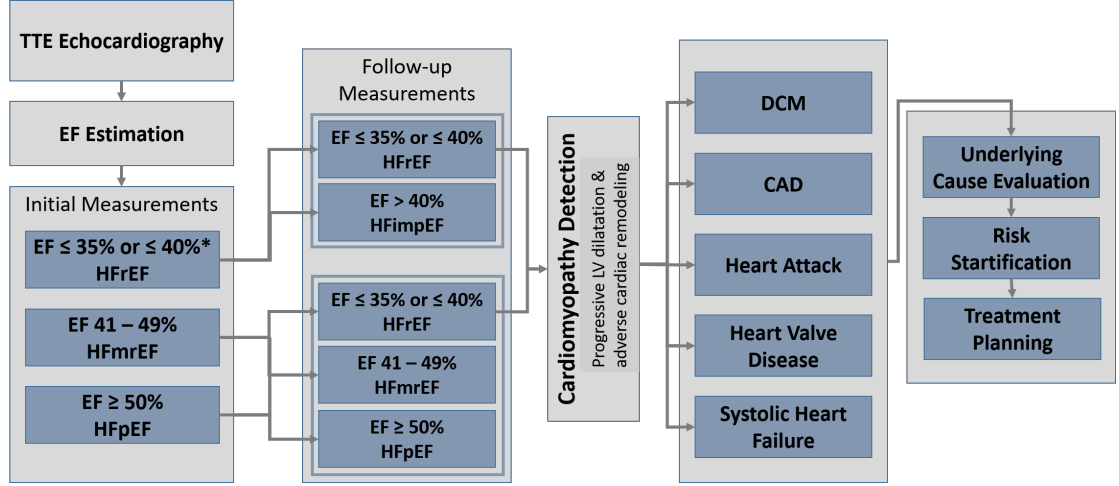 TTE Echocardiography
EF Estimation
Initial Measurements
EF ≤ 35% or ≤ 40%*
HFrEF
EF 41 – 49%
HFmrEF
EF ≥ 50%
HFpEF
Follow-up
Measurements
EF ≤ 35% or ≤ 40%
HFrEF
EF > 40%
HFimpEF
EF ≤ 35% or ≤ 40%
HFrEF
EF 41 – 49%
HFmrEF
EF ≥ 50%
HFpEF
Cardiomyopathy Detection
Progressive LV dilatation &
adverse cardiac remodeling
DCM
CAD
Heart Attack
Heart Valve
Disease
Systolic Heart
Failure
Underlying
Cause Evaluation
Risk
Startification
Treatment
Planning